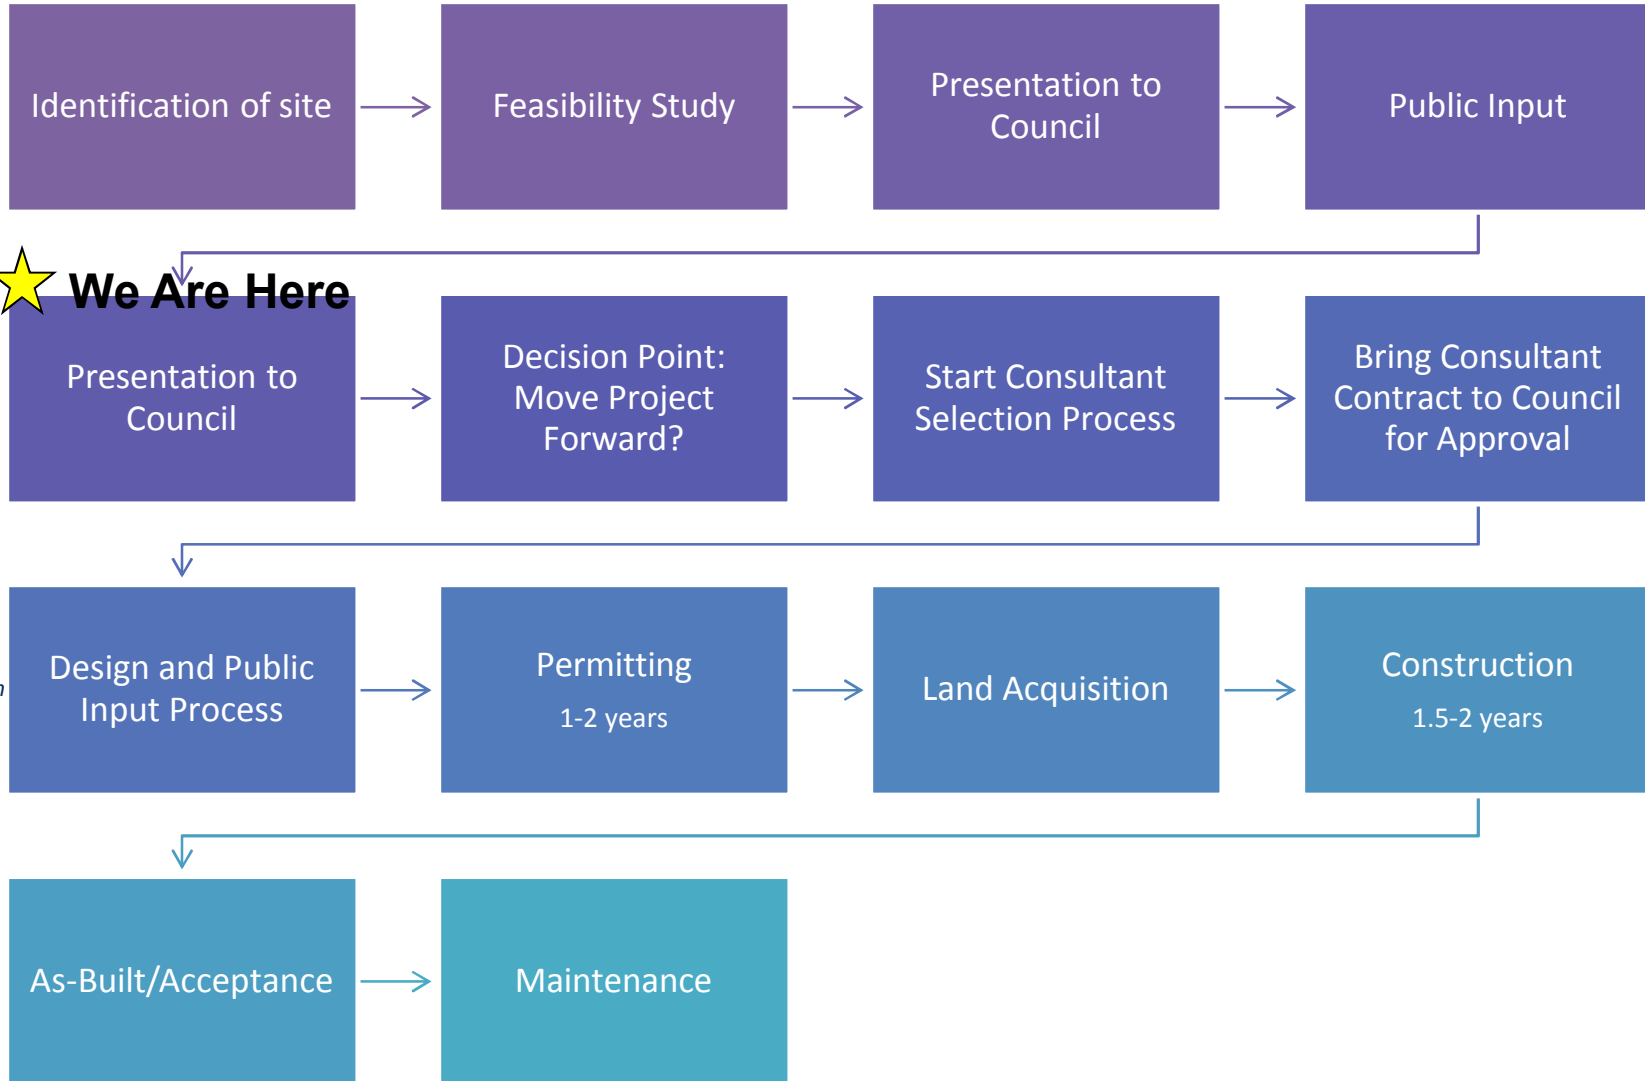 Identification of site
Feasibility Study
Presentation to
Council
Public Input
We Are Here
Presentation to
Council
Decision Point:
Move Project
Forward?
Start Consultant
Selection Process
Bring Consultant
Contract to Council
for Approval
Design and Public
Input Process
Permitting
1-2 years
Land Acquisition
Construction
1.5-2 years
As-Built/Acceptance
Maintenance